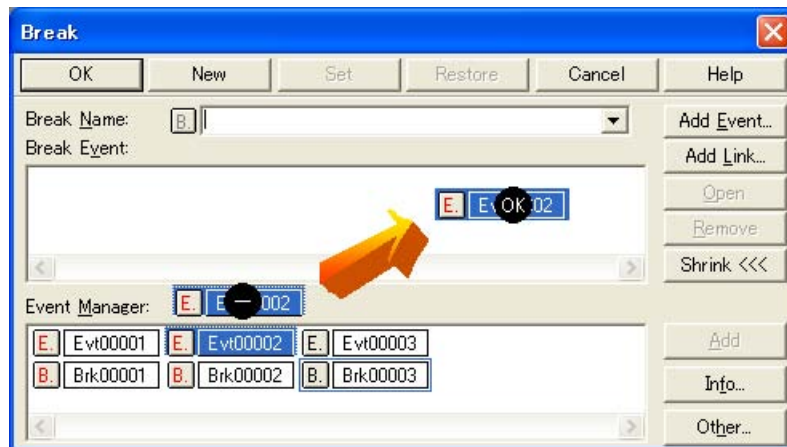 Break
OK New Set Restore Cancel Help
Break Name: B. Add Event...
Break Event: Add Link...
E. Ev OK 02 Open
Remove
Shrink <<<
Event Manager: E. E 002
E. Evt00001 E. Evt00002 E. Evt00003 Add
B. Brk00001 B. Brk00002 B. Brk00003 Info...
Other...